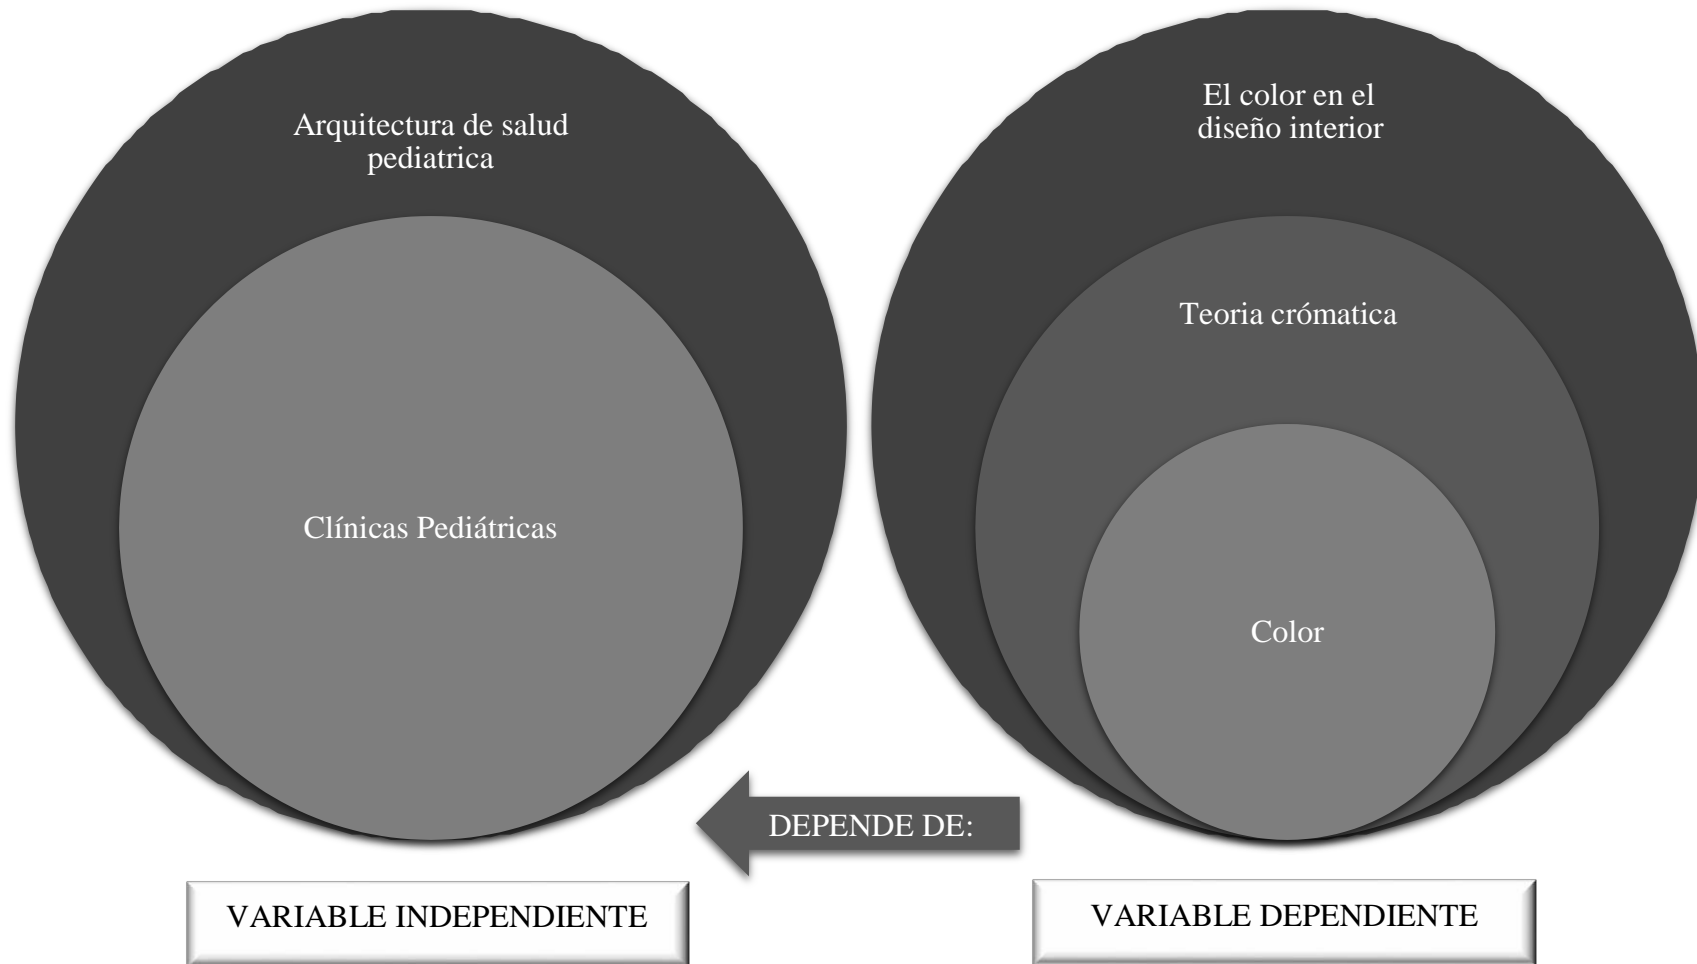 Arquitectura de salud
pediatrica
Clínicas Pediátricas
El color en el
diseño interior
Teoria crómatica
Color
DEPENDE DE:
VARIABLE INDEPENDIENTE
VARIABLE DEPENDIENTE